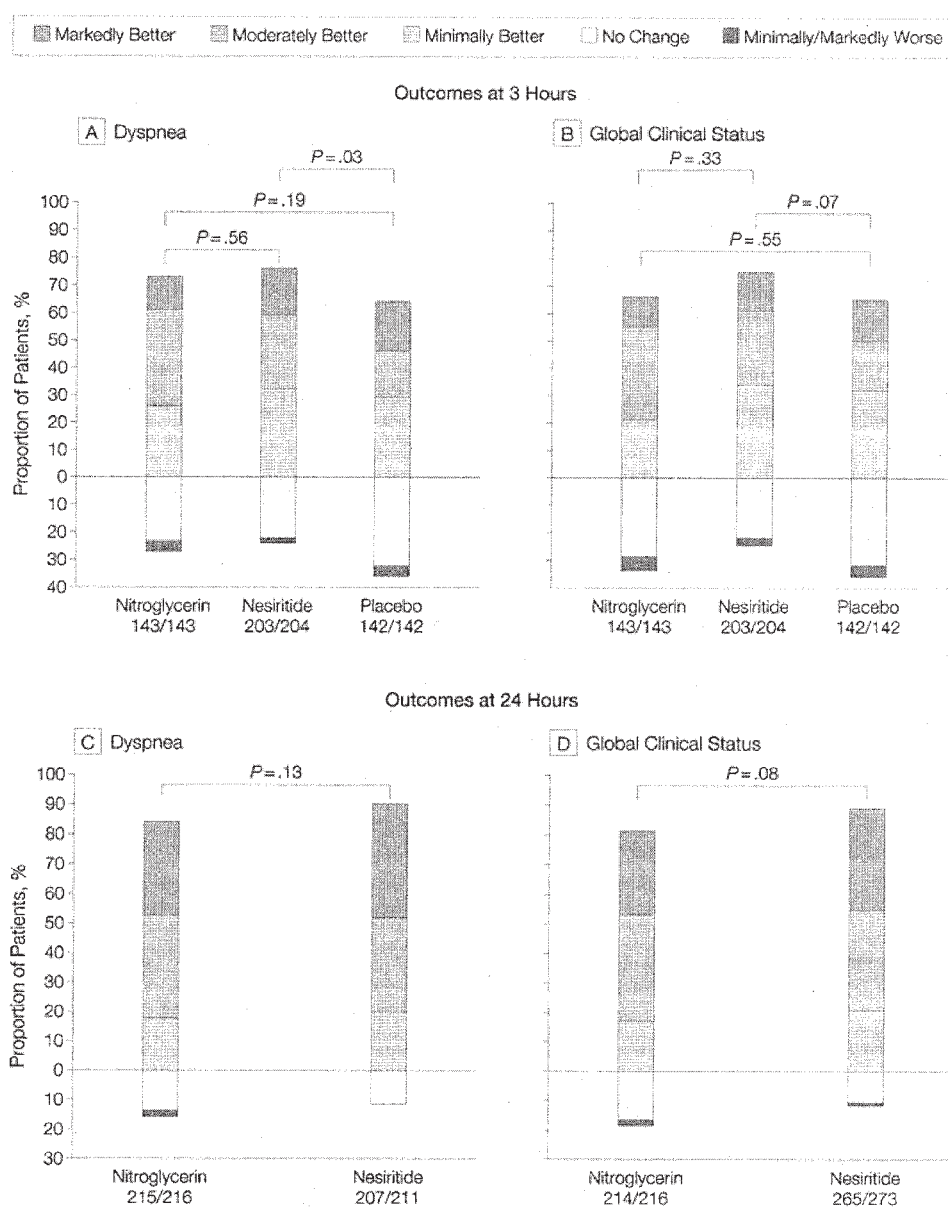 Markedly Better Moderately Better Minimally Better No Change Minimally/Markedly Worse
Outcomes at 3 Hours
A Dyspnea
P=.03
P=.19
P=.56
100
90
80
70
60
50
40
30
20
10
0
10
20
30
40
Proportion of Patients, %
Nitroglycerin Nesiritide Placebo
143/143 203/204 142/142
B Global Clinical Status
P=.33
P=.07
P=.55
Nitroglycerin Nesiritide Placebo
143/143 203/204 142/142
Outcomes at 24 Hours
C Dyspnea
P=.13
100
90
80
70
60
50
40
30
20
10
0
10
20
30
Proportion of Patients, %
Nitroglycerin Nesiritide
215/216 207/211
D Global Clinical Status
P=.08
Nitroglycerin Nesiritide
214/216 265/273